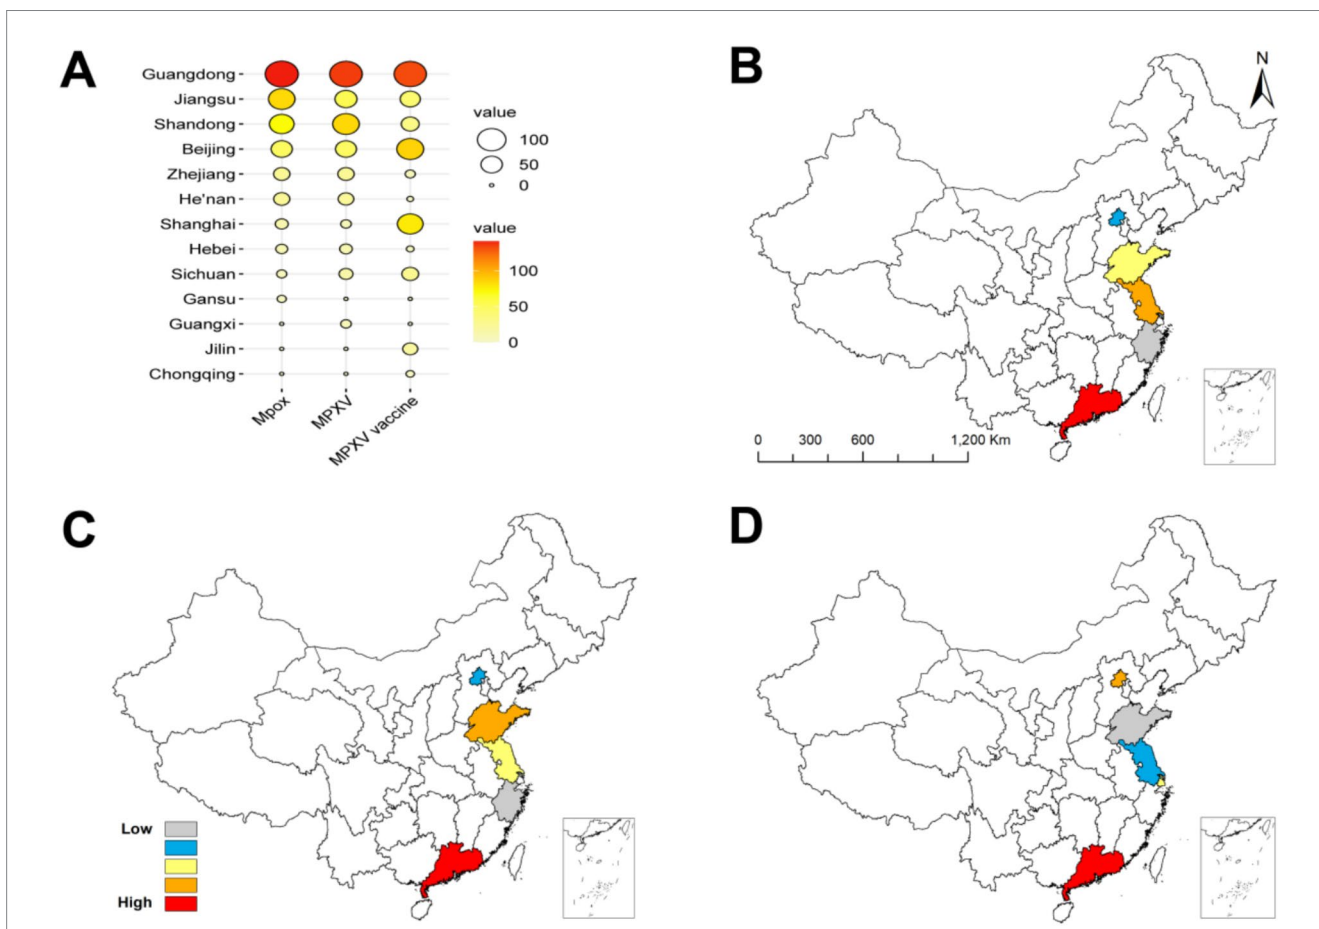 A
Guangdong
Jiangsu
Shandong
Beijing
Zhejiang
He'nan
Shanghai
Hebei
Sichuan
Gansu
Guangxi
Jilin
Chongqing
Mpox
MPXV
MPXV vaccine
value
100
50
0
value
100
50
0
B
N
0 300 600 1,200 Km
C
Low
High
D